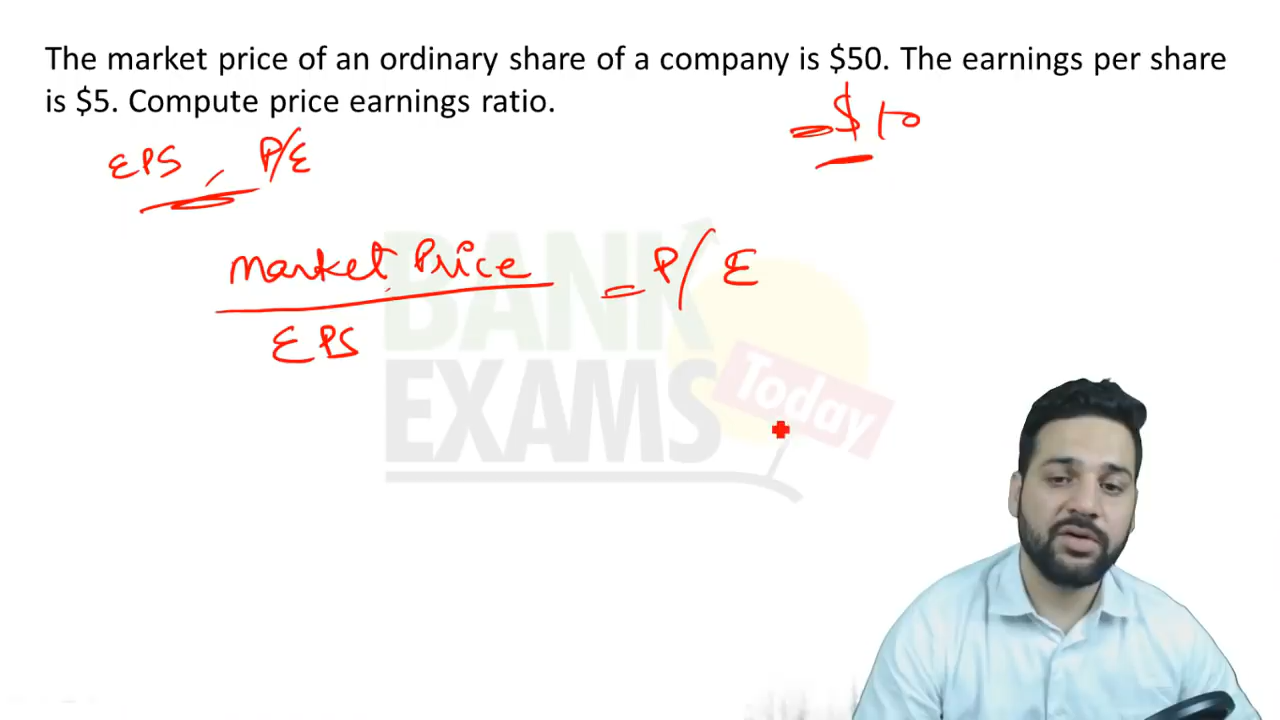 The market price of an ordinary share of a company is $50. The earnings per share
is $5. Compute price earnings ratio.
= $10
EPS, P/E
Market Price
= P/E
EPS
BANK
EXAMS
Today